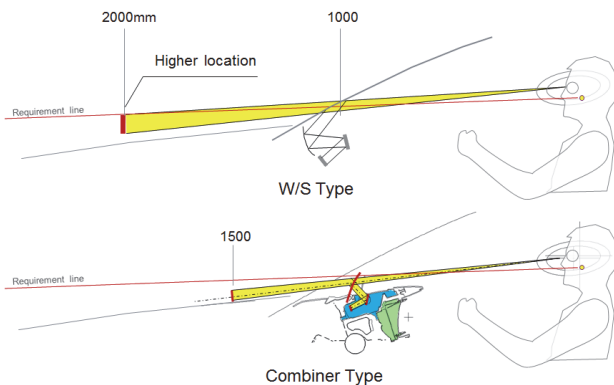 2000mm
1000
Higher location
Requirement line
W/S Type
1500
Requirement line
Combiner Type